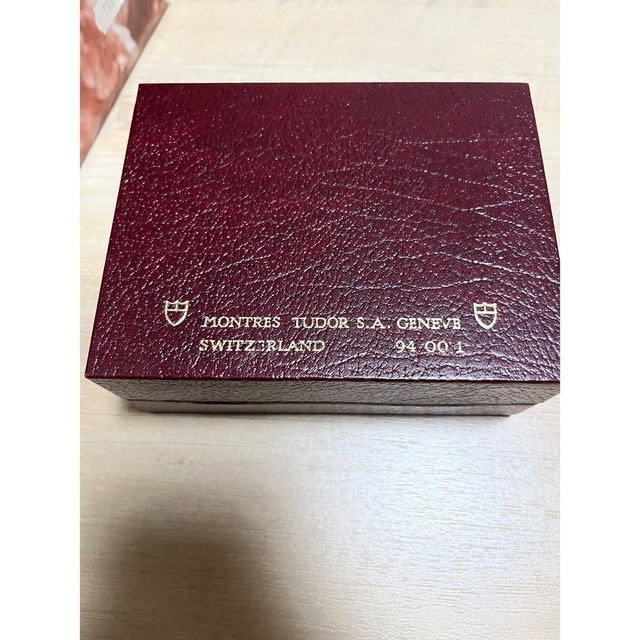 MONTRES TUDOR S.A. GENEVE
SWITZERLAND 94 00 1